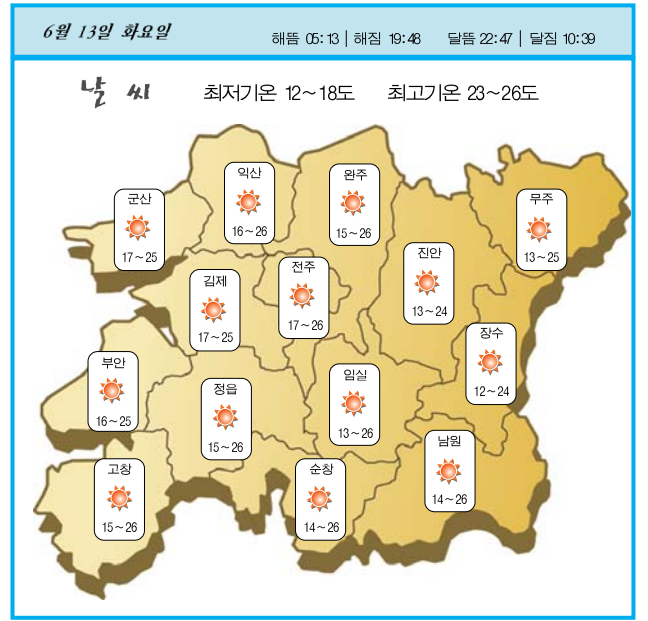 6월 13일 화요일
해뜸 05:13 | 해짐 19:48 달뜸 22:47 | 달짐 10:39
날 씨 최저기온 12~18도 최고기온 23~26도
익산
16~26
완주
15~26
군산
17~25
무주
13~25
진안
13~24
전주
17~26
김제
17~25
장수
12~24
부안
16~25
임실
13~26
정읍
15~26
남원
14~26
고창
15~26
순창
14~26